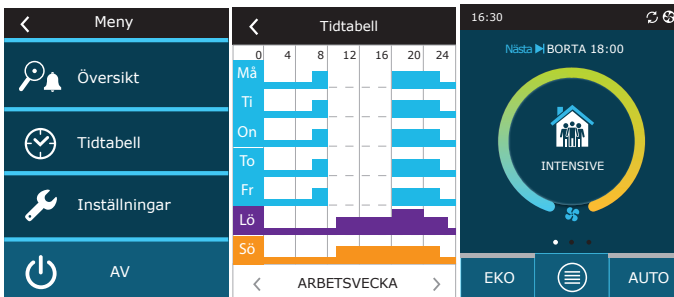 Meny
Översikt
Tidtabell
Inställningar
AV
Tidtabell
0 4 8 12 16 20 24
Må
Ti
On
To
Fr
Lö
Sö
ARBETSVECKA
16:30
Nästa BORTA 18:00
INTENSIVE
EKO AUTO